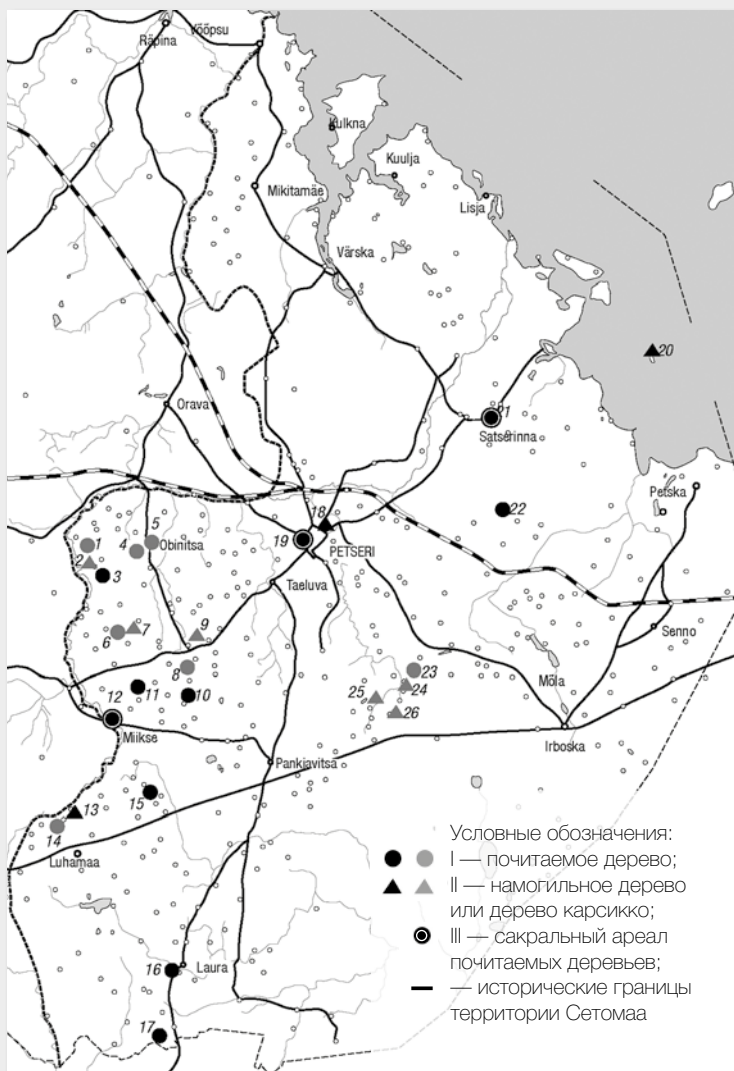 Räpina
Vööpsu
Kulkna
Kuulja
Lisja
Mikitamäe
Värska
20
Orava
21
Satserinna
Petska
22
18
19
PETSERI
5
1
4
Obinitsa
2
3
Taeluva
7
9
6
Senno
8
23
12
11
10
24
25
26
Möla
Miikse
Irboska
Pankjavitsa
15
13
14
Luhamaa
Условные обозначения:
I — почитаемое дерево;
II — намогильное дерево
или дерево карсикко;
III — сакральный ареал
почитаемых деревьев;
— исторические границы
территории Сетомаа
16
Laura
17